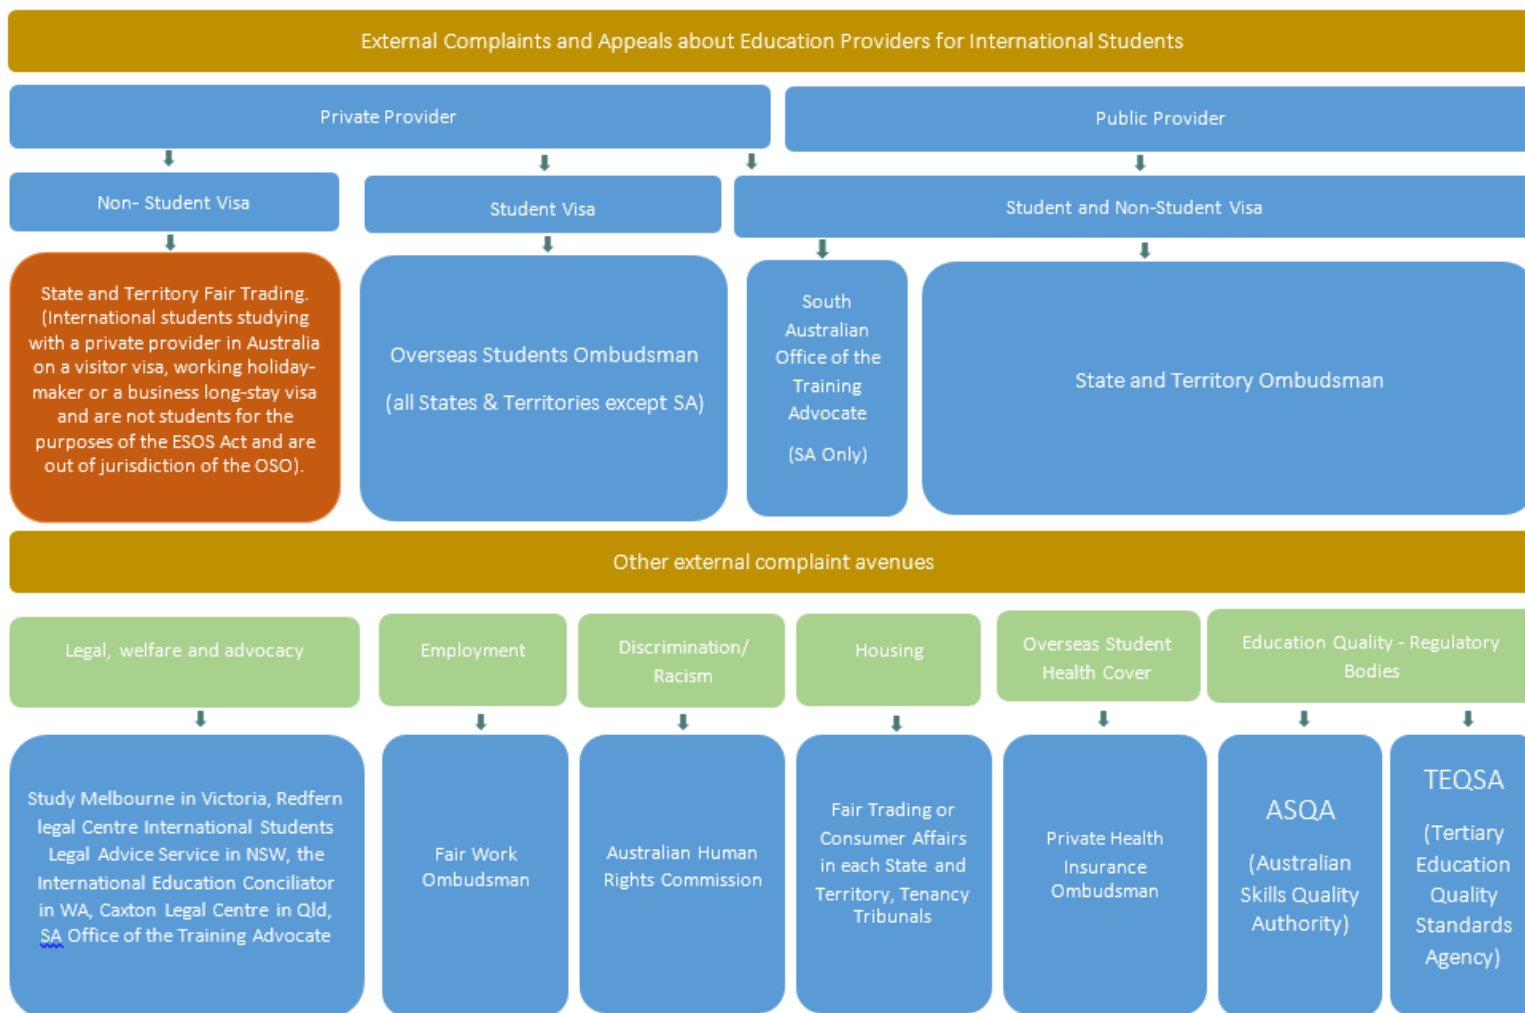 External Complaints and Appeals about Education Providers for International Students
Private Provider
Public Provider
Non- Student Visa
Student Visa
Student and Non-Student Visa
State and Territory Fair Trading.
(International students studying
with a private provider in Australia
on a visitor visa, working holiday-
maker or a business long-stay visa
and are not students for the
purposes of the ESOS Act and are
out of jurisdiction of the OSO).
Overseas Students Ombudsman
(all States & Territories except SA)
South
Australian
Office of the
Training
Advocate
(SA Only)
State and Territory Ombudsman
Other external complaint avenues
Legal, welfare and advocacy
Employment
Discrimination/
Racism
Housing
Overseas Student
Health Cover
Education Quality - Regulatory
Bodies
Study Melbourne in Victoria, Redfern
legal Centre International Students
Legal Advice Service in NSW, the
International Education Conciliator
in WA, Caxton Legal Centre in Qld,
SA Office of the Training Advocate
Fair Work
Ombudsman
Australian Human
Rights Commission
Fair Trading or
Consumer Affairs
in each State and
Territory, Tenancy
Tribunals
Private Health
Insurance
Ombudsman
ASQA
(Australian
Skills Quality
Authority)
TEQSA
(Tertiary
Education
Quality
Standards
Agency)